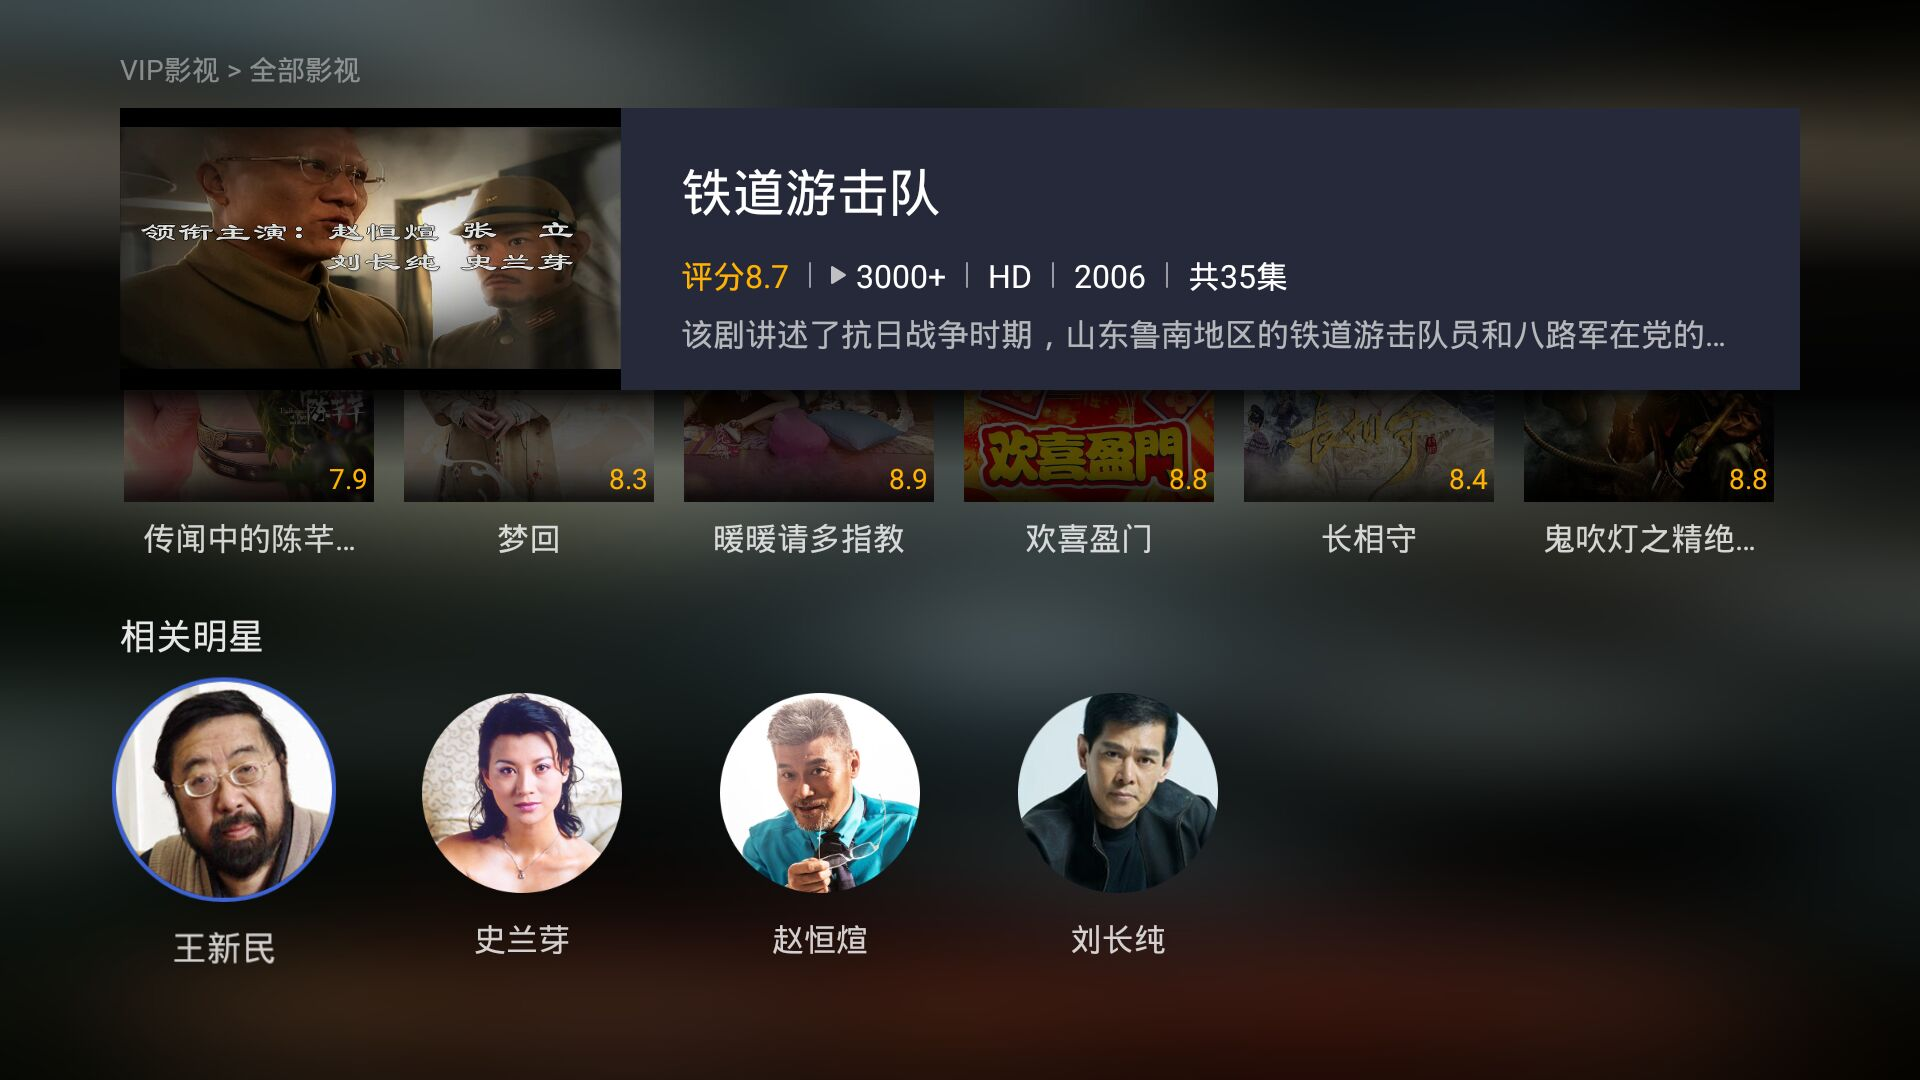 VIP影视 > 全部影视
领衔主演：赵恒煊 张 立
刘长纯 史兰芽
铁道游击队
评分8.7 | 3000+ | HD | 2006 | 共35集
该剧讲述了抗日战争时期，山东鲁南地区的铁道游击队员和八路军在党的...
陈芊芊
欢喜盈門
长相守
7.9
8.3
8.9
8.8
8.4
8.8
传闻中的陈芊...
梦回
暖暖请多指教
欢喜盈门
长相守
鬼吹灯之精绝...
相关明星
王新民
史兰芽
赵恒煊
刘长纯